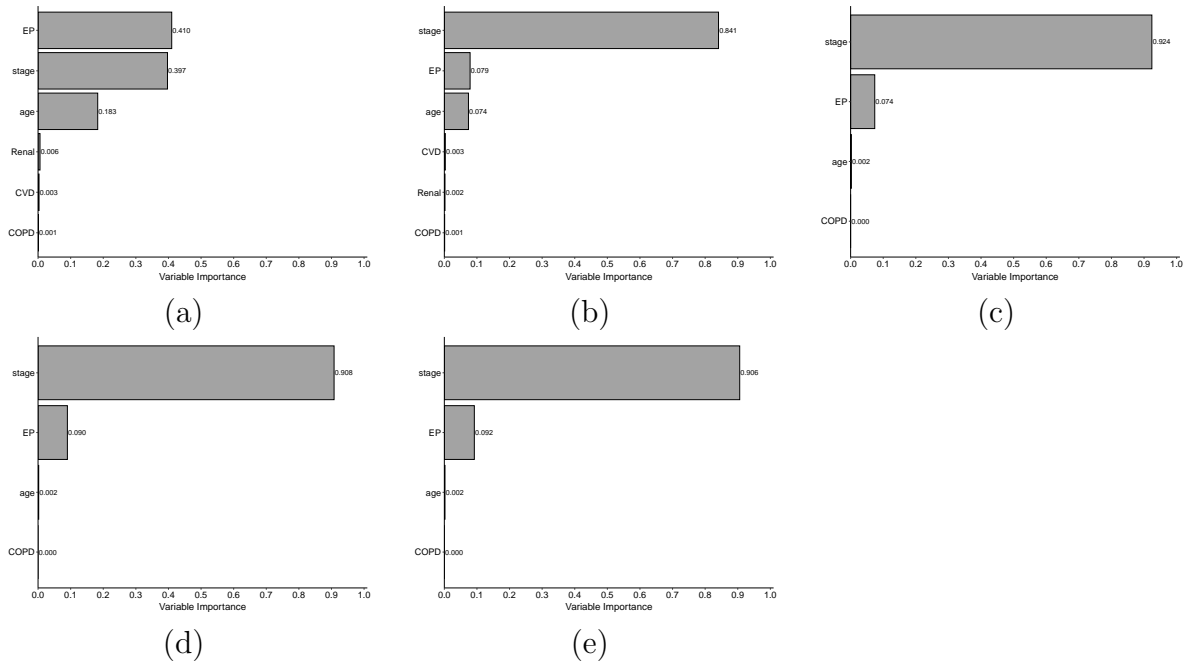 EP 0.410
stage 0.397
age 0.183
Renal 0.006
CVD 0.003
COPD 0.001
0.0 0.1 0.2 0.3 0.4 0.5 0.6 0.7 0.8 0.9 1.0
Variable Importance
(a)
stage 0.841
EP 0.079
age 0.074
CVD 0.003
Renal 0.002
COPD 0.001
0.0 0.1 0.2 0.3 0.4 0.5 0.6 0.7 0.8 0.9 1.0
Variable Importance
(b)
stage 0.924
EP 0.074
age 0.002
COPD 0.000
0.0 0.1 0.2 0.3 0.4 0.5 0.6 0.7 0.8 0.9 1.0
Variable Importance
(c)
stage 0.908
EP 0.090
age 0.002
COPD 0.000
0.0 0.1 0.2 0.3 0.4 0.5 0.6 0.7 0.8 0.9 1.0
Variable Importance
(d)
stage 0.906
EP 0.092
age 0.002
COPD 0.000
0.0 0.1 0.2 0.3 0.4 0.5 0.6 0.7 0.8 0.9 1.0
Variable Importance
(e)